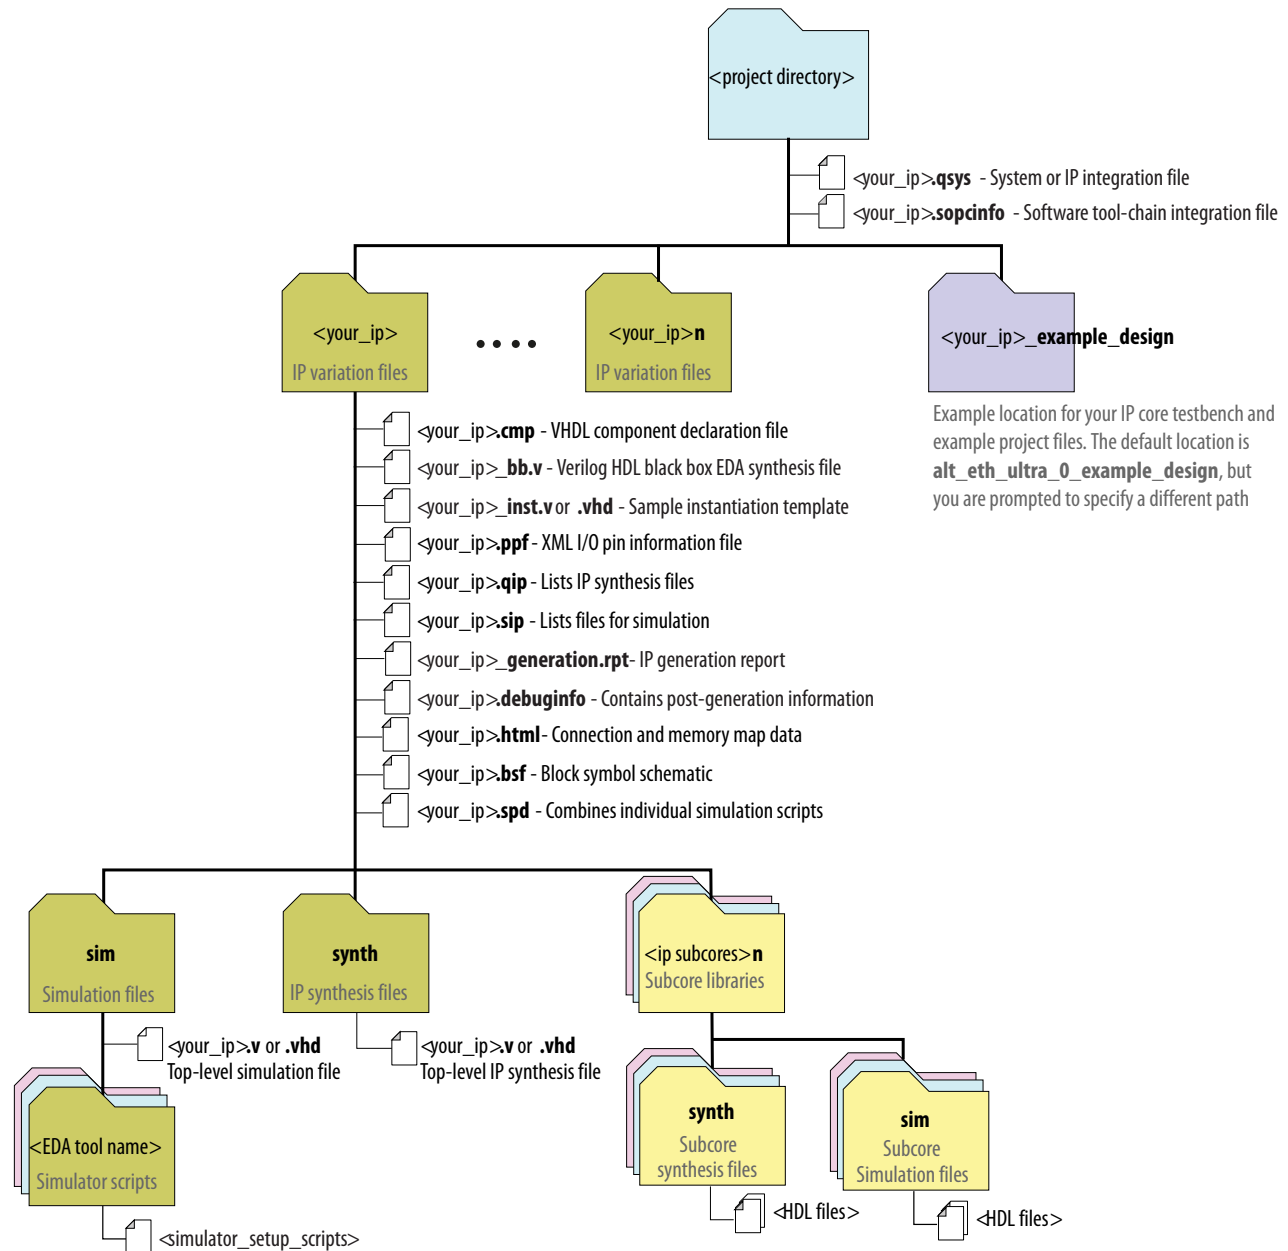 <project directory>
<your_ip>.qsys - System or IP integration file
<your_ip>.sopcinfo - Software tool-chain integration file
<your_ip>
IP variation files
<your_ip>n
IP variation files
<your_ip>_example_design
Example location for your IP core testbench and
example project files. The default location is
alt_eth_ultra_0_example_design, but
you are prompted to specify a different path
<your_ip>.cmp - VHDL component declaration file
<your_ip>_bb.v - Verilog HDL black box EDA synthesis file
<your_ip>_inst.v or .vhd - Sample instantiation template
<your_ip>.ppf - XML I/O pin information file
<your_ip>.qip - Lists IP synthesis files
<your_ip>.sip - Lists files for simulation
<your_ip>_generation.rpt- IP generation report
<your_ip>.debuginfo - Contains post-generation information
<your_ip>.html- Connection and memory map data
<your_ip>.bsf - Block symbol schematic
<your_ip>.spd - Combines individual simulation scripts
sim
Simulation files
synth
IP synthesis files
<ip subcores>n
Subcore libraries
<your_ip>.v or .vhd
Top-level simulation file
<your_ip>.v or .vhd
Top-level IP synthesis file
<EDA tool name>
Simulator scripts
synth
Subcore
synthesis files
sim
Subcore
Simulation files
<HDL files>
<HDL files>
<simulator_setup_scripts>